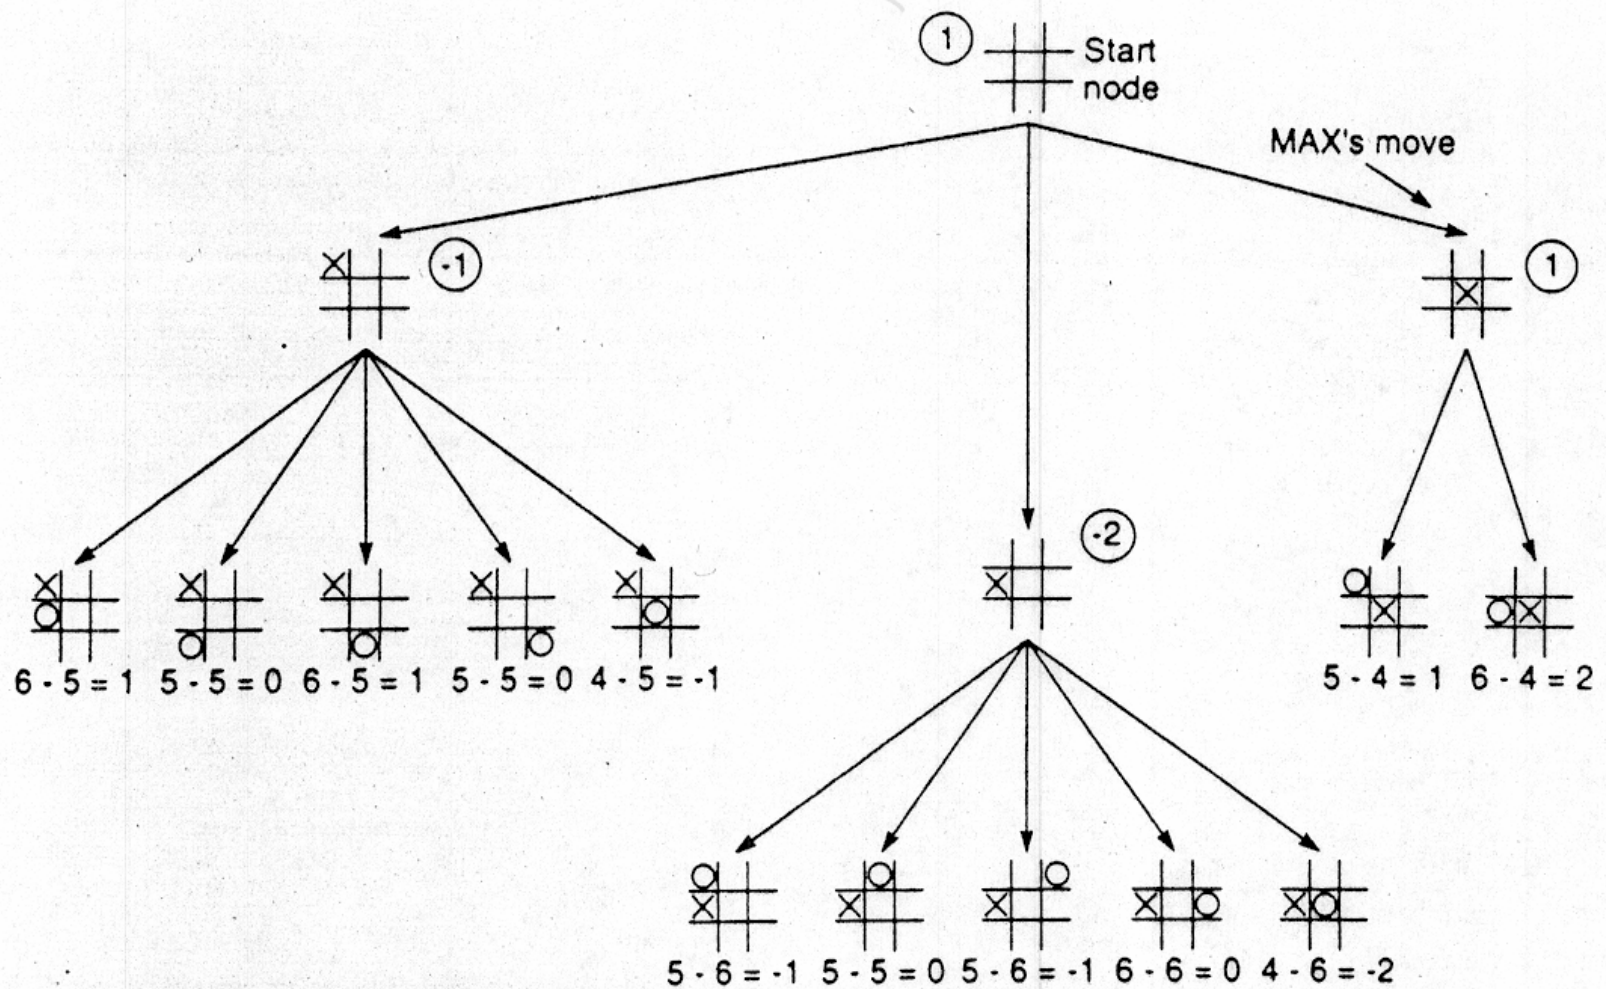 1
Start
node
MAX's move
-1
1
-2
6 - 5 = 1 5 - 5 = 0 6 - 5 = 1 5 - 5 = 0 4 - 5 = -1
5 - 4 = 1 6 - 4 = 2
5 - 6 = -1 5 - 5 = 0 5 - 6 = -1 6 - 6 = 0 4 - 6 = -2